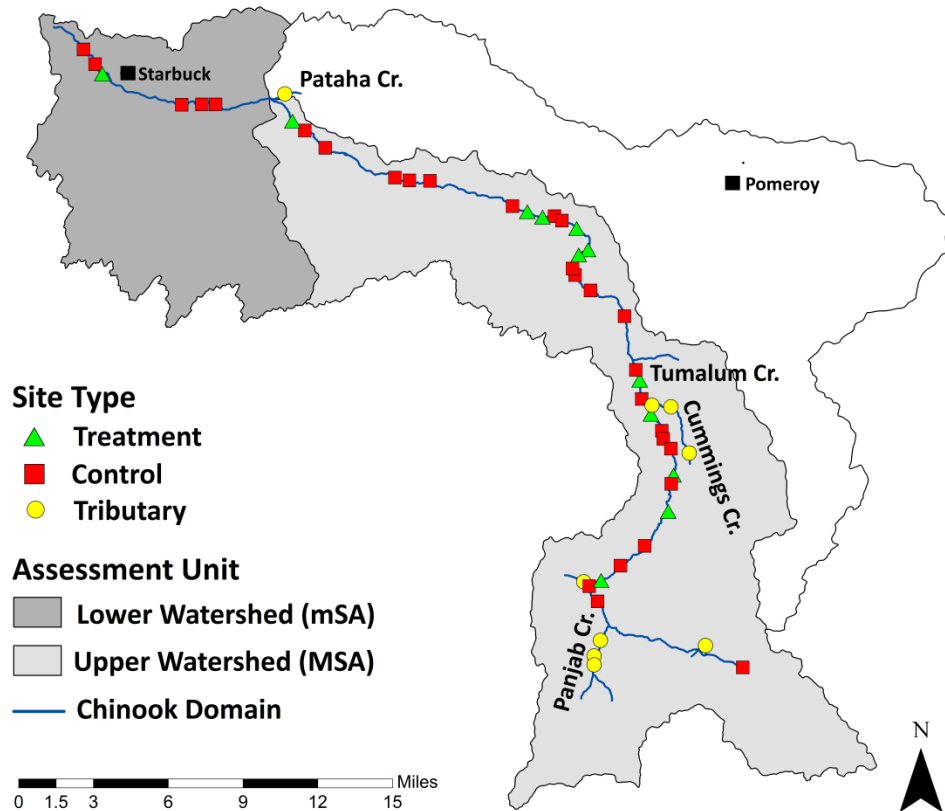 Starbuck
Pataha Cr.
Pomeroy
Tumalum Cr.
Cummings Cr.
Panjab Cr.
Site Type
Treatment
Control
Tributary
Assessment Unit
Lower Watershed (mSA)
Upper Watershed (MSA)
Chinook Domain
Miles
0 1.5 3 6 9 12 15
N